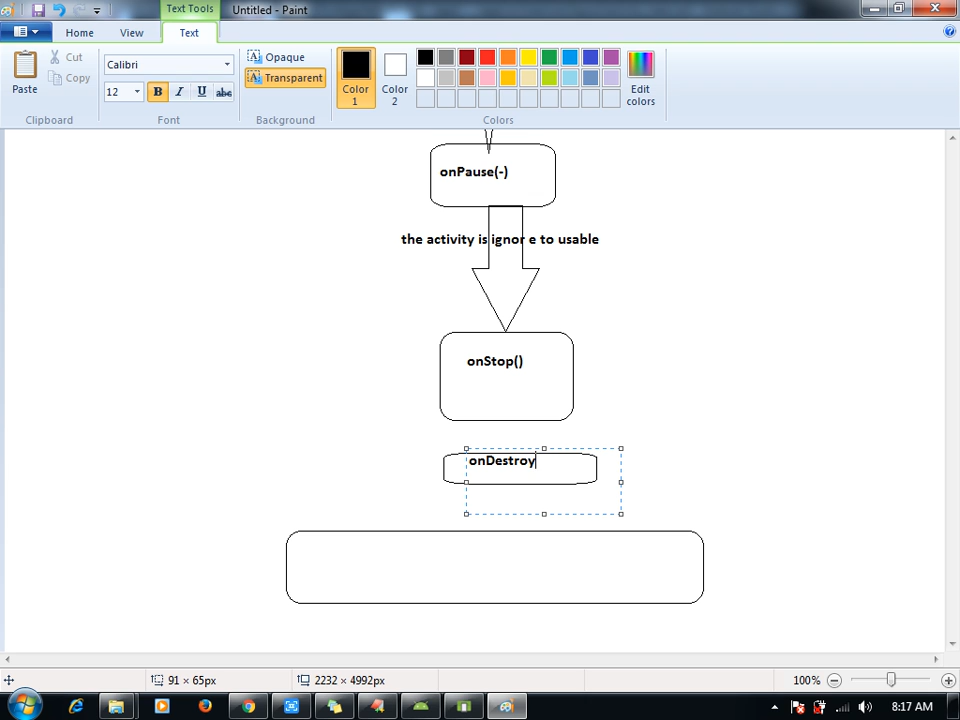 Text Tools
Untitled - Paint
Home
View
Text
Paste
Cut
Copy
Clipboard
Calibri
12
B I U abc
Font
Opaque
Transparent
Background
Color 1
Color 2
Edit colors
Colors
onPause(-)
the activity is ignor e to usable
onStop()
onDestroy
91 × 65px
2232 × 4992px
100%
8:17 AM